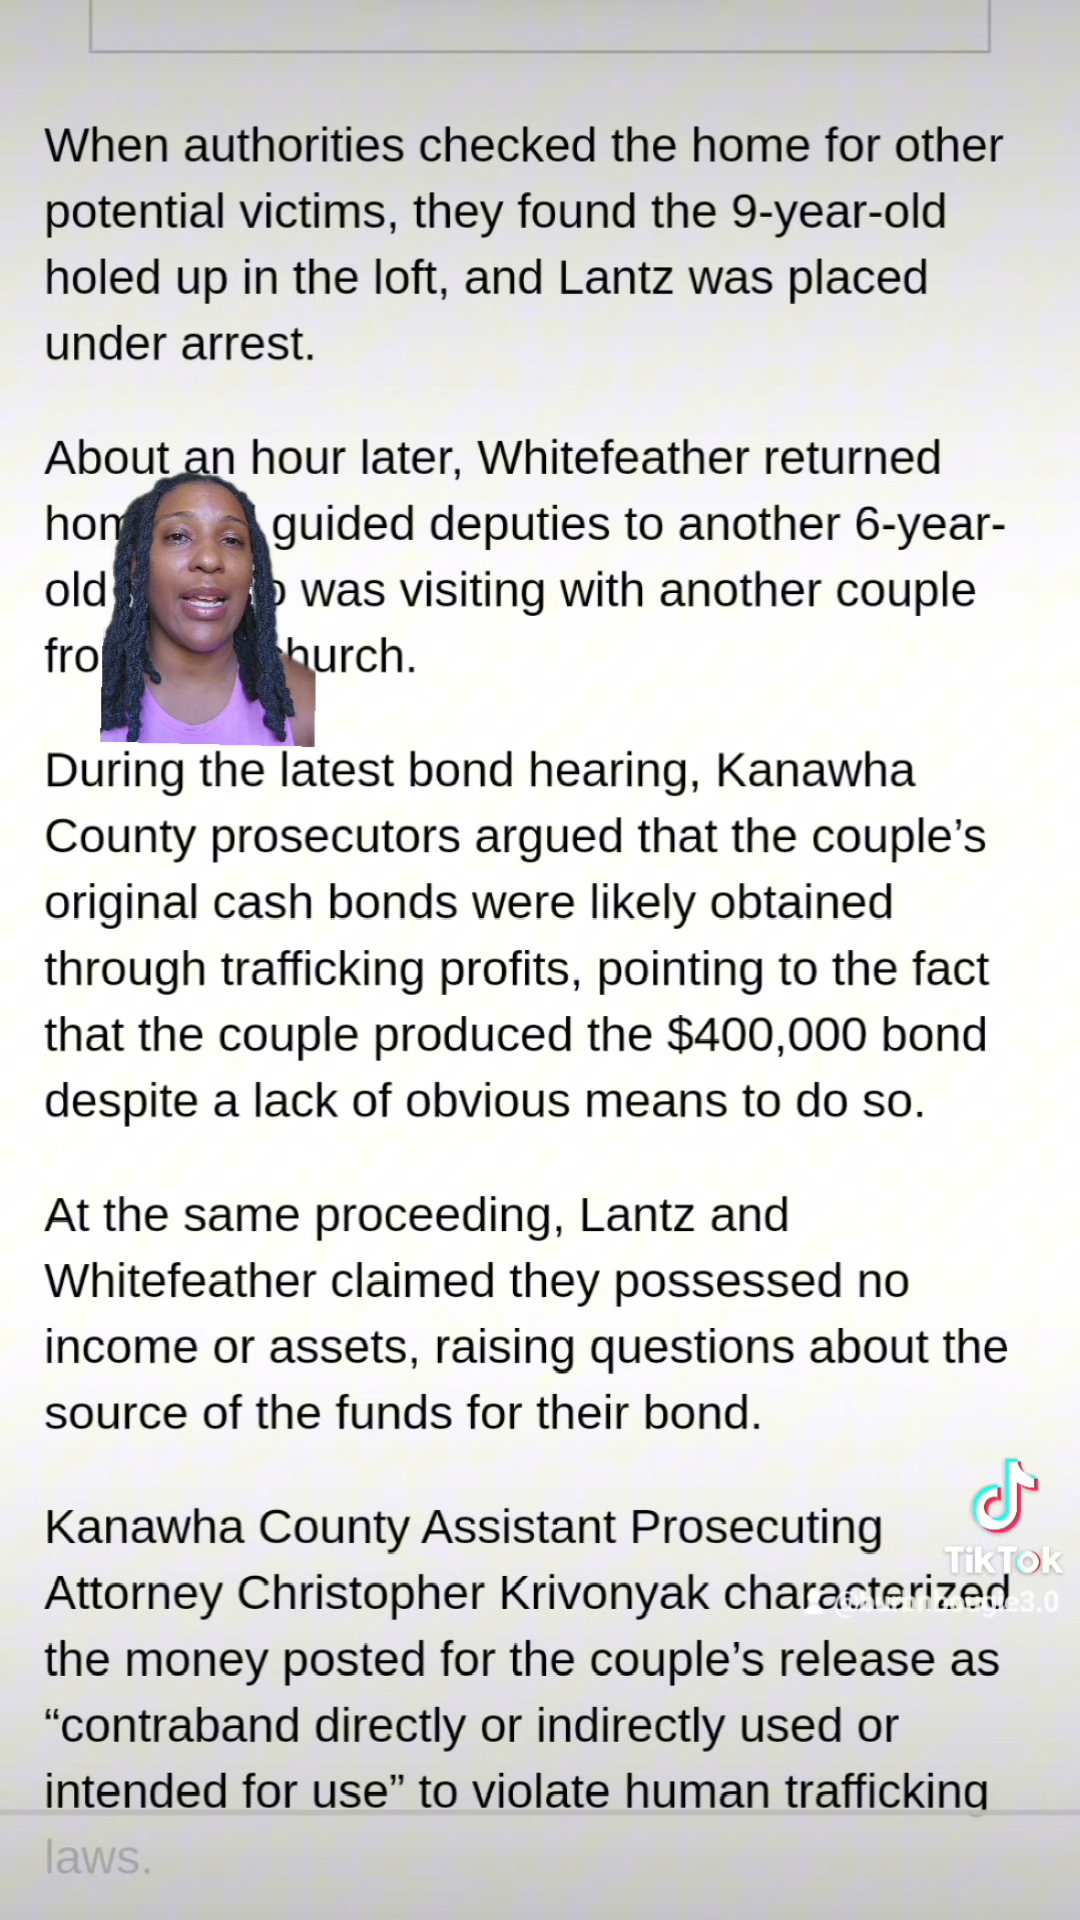 When authorities checked the home for other
potential victims, they found the 9-year-old
holed up in the loft, and Lantz was placed
under arrest.
About an hour later, Whitefeather returned
guided deputies to another 6-year-
old was visiting with another couple
church.
During the latest bond hearing, Kanawha
County prosecutors argued that the couple’s
original cash bonds were likely obtained
through trafficking profits, pointing to the fact
that the couple produced the $400,000 bond
despite a lack of obvious means to do so.
At the same proceeding, Lantz and
Whitefeather claimed they possessed no
income or assets, raising questions about the
source of the funds for their bond.
Kanawha County Assistant Prosecuting
Attorney Christopher Krivonyak characterized
the money posted for the couple’s release as
“contraband directly or indirectly used or
intended for use” to violate human trafficking
laws.
TikTok